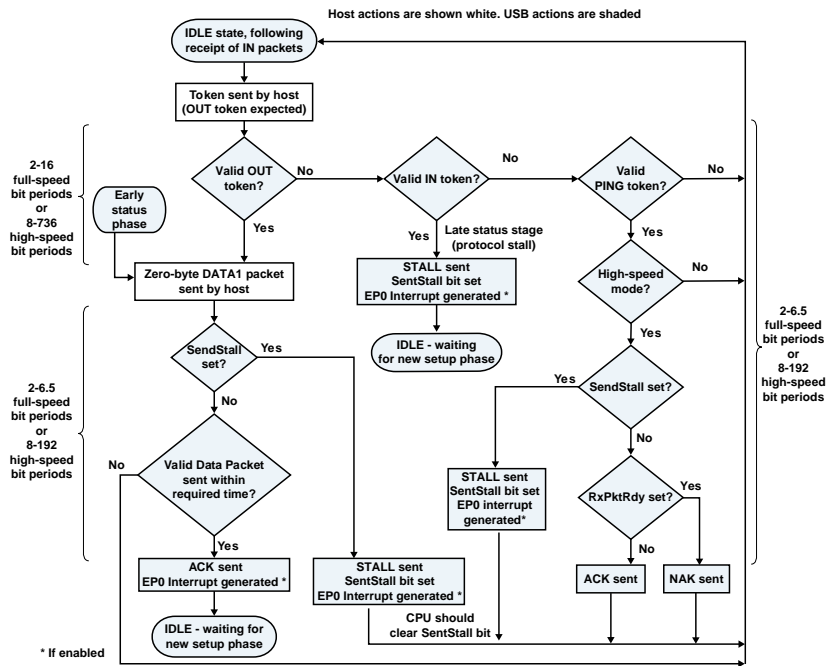 Host actions are shown white. USB actions are shaded
IDLE state, following
receipt of IN packets
Token sent by host
(OUT token expected)
2-16
full-speed
bit periods
or
8-736
high-speed
bit periods
Early
status
phase
Valid OUT
token?
No
Yes
Valid IN token?
No
Yes
Late status stage
(protocol stall)
Valid
PING token?
No
Yes
Zero-byte DATA1 packet
sent by host
STALL sent
SentStall bit set
EP0 Interrupt generated *
High-speed
mode?
No
Yes
IDLE - waiting
for new setup phase
2-6.5
full-speed
bit periods
or
8-192
high-speed
bit periods
SendStall
set?
Yes
No
SendStall set?
Yes
No
2-6.5
full-speed
bit periods
or
8-192
high-speed
bit periods
Valid Data Packet
sent within
required time?
No
Yes
STALL sent
SentStall bit set
EP0 interrupt
generated*
RxPktRdy set?
Yes
No
ACK sent
EP0 Interrupt generated *
STALL sent
SentStall bit set
EP0 Interrupt generated *
ACK sent
NAK sent
CPU should
clear SentStall bit
IDLE - waiting for
new setup phase
* If enabled